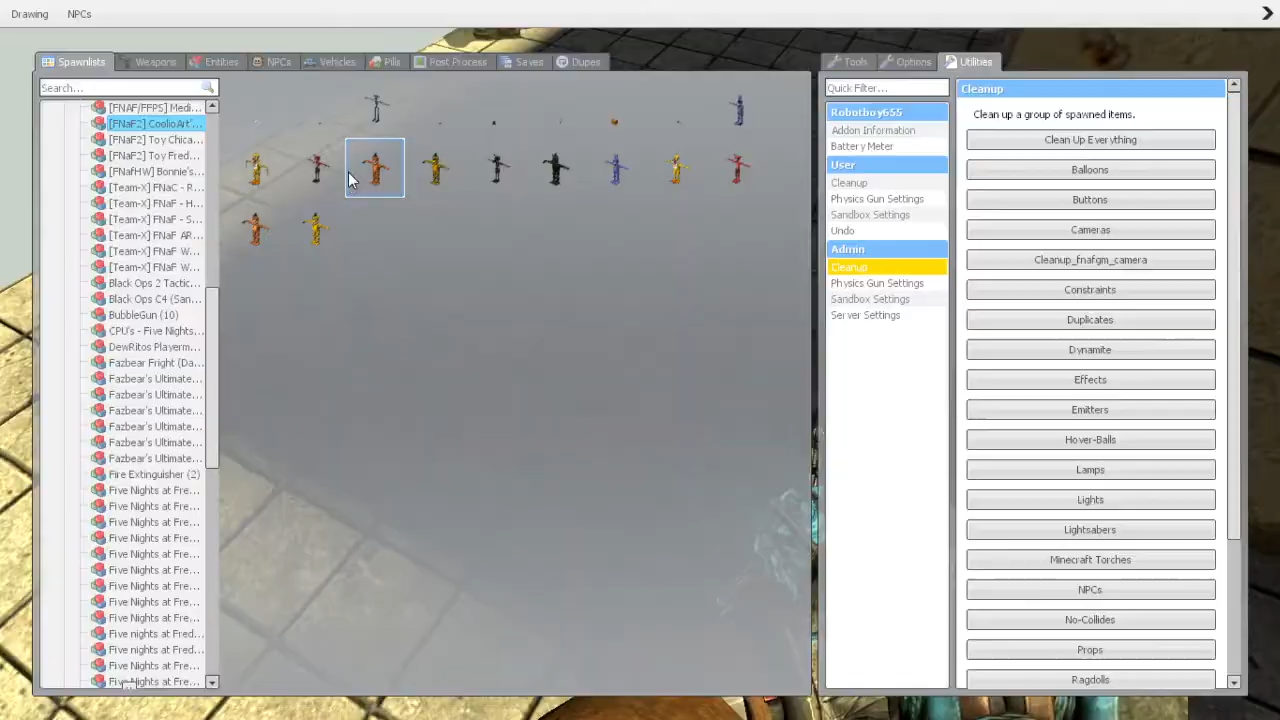 Drawing NPCs
Spawnlists Weapons Entities NPCs Vehicles Pills Post Process Saves Dupes
Search...
[FNAF/FFPS] Medi...
[FNaF2] CoolioArt'...
[FNaF2] Toy Chica...
[FNaF2] Toy Fred...
[FNafHW] Bonnie's...
[Team-X] FNaC - R...
[Team-X] FNaF - H...
[Team-X] FNaF - S...
[Team-X] FNaF AR...
[Team-X] FNaF W...
[Team-X] FNaF W...
Black Ops 2 Tactic...
Black Ops C4 (San...
BubbleGun (10)
CPU's - Five Nights...
DewRitos Playerm...
Fazbear Fright (Da...
Fazbear's Ultimate...
Fazbear's Ultimate...
Fazbear's Ultimate...
Fazbear's Ultimate...
Fazbear's Ultimate...
Fazbear's Ultimate...
Fire Extinguisher (2)
Five Nights at Fre...
Five Nights at Fre...
Five Nights at Fre...
Five Nights at Fre...
Five Nights at Fre...
Five Nights at Fre...
Five Nights at Fre...
Five Nights at Fre...
Five Nights at Fre...
Five nights at Fred...
Five nights at Fred...
Five Nights at Fre...
Five Nights at Fre...
Tools Options Utilities
Quick Filter...
Robotboy655
Addon Information
Battery Meter
User
Cleanup
Physics Gun Settings
Sandbox Settings
Undo
Admin
Cleanup
Physics Gun Settings
Sandbox Settings
Server Settings
Cleanup
Clean up a group of spawned items.
Clean Up Everything
Balloons
Buttons
Cameras
Cleanup_fnafgm_camera
Constraints
Duplicates
Dynamite
Effects
Emitters
Hover-Balls
Lamps
Lights
Lightsabers
Minecraft Torches
NPCs
No-Collides
Props
Ragdolls